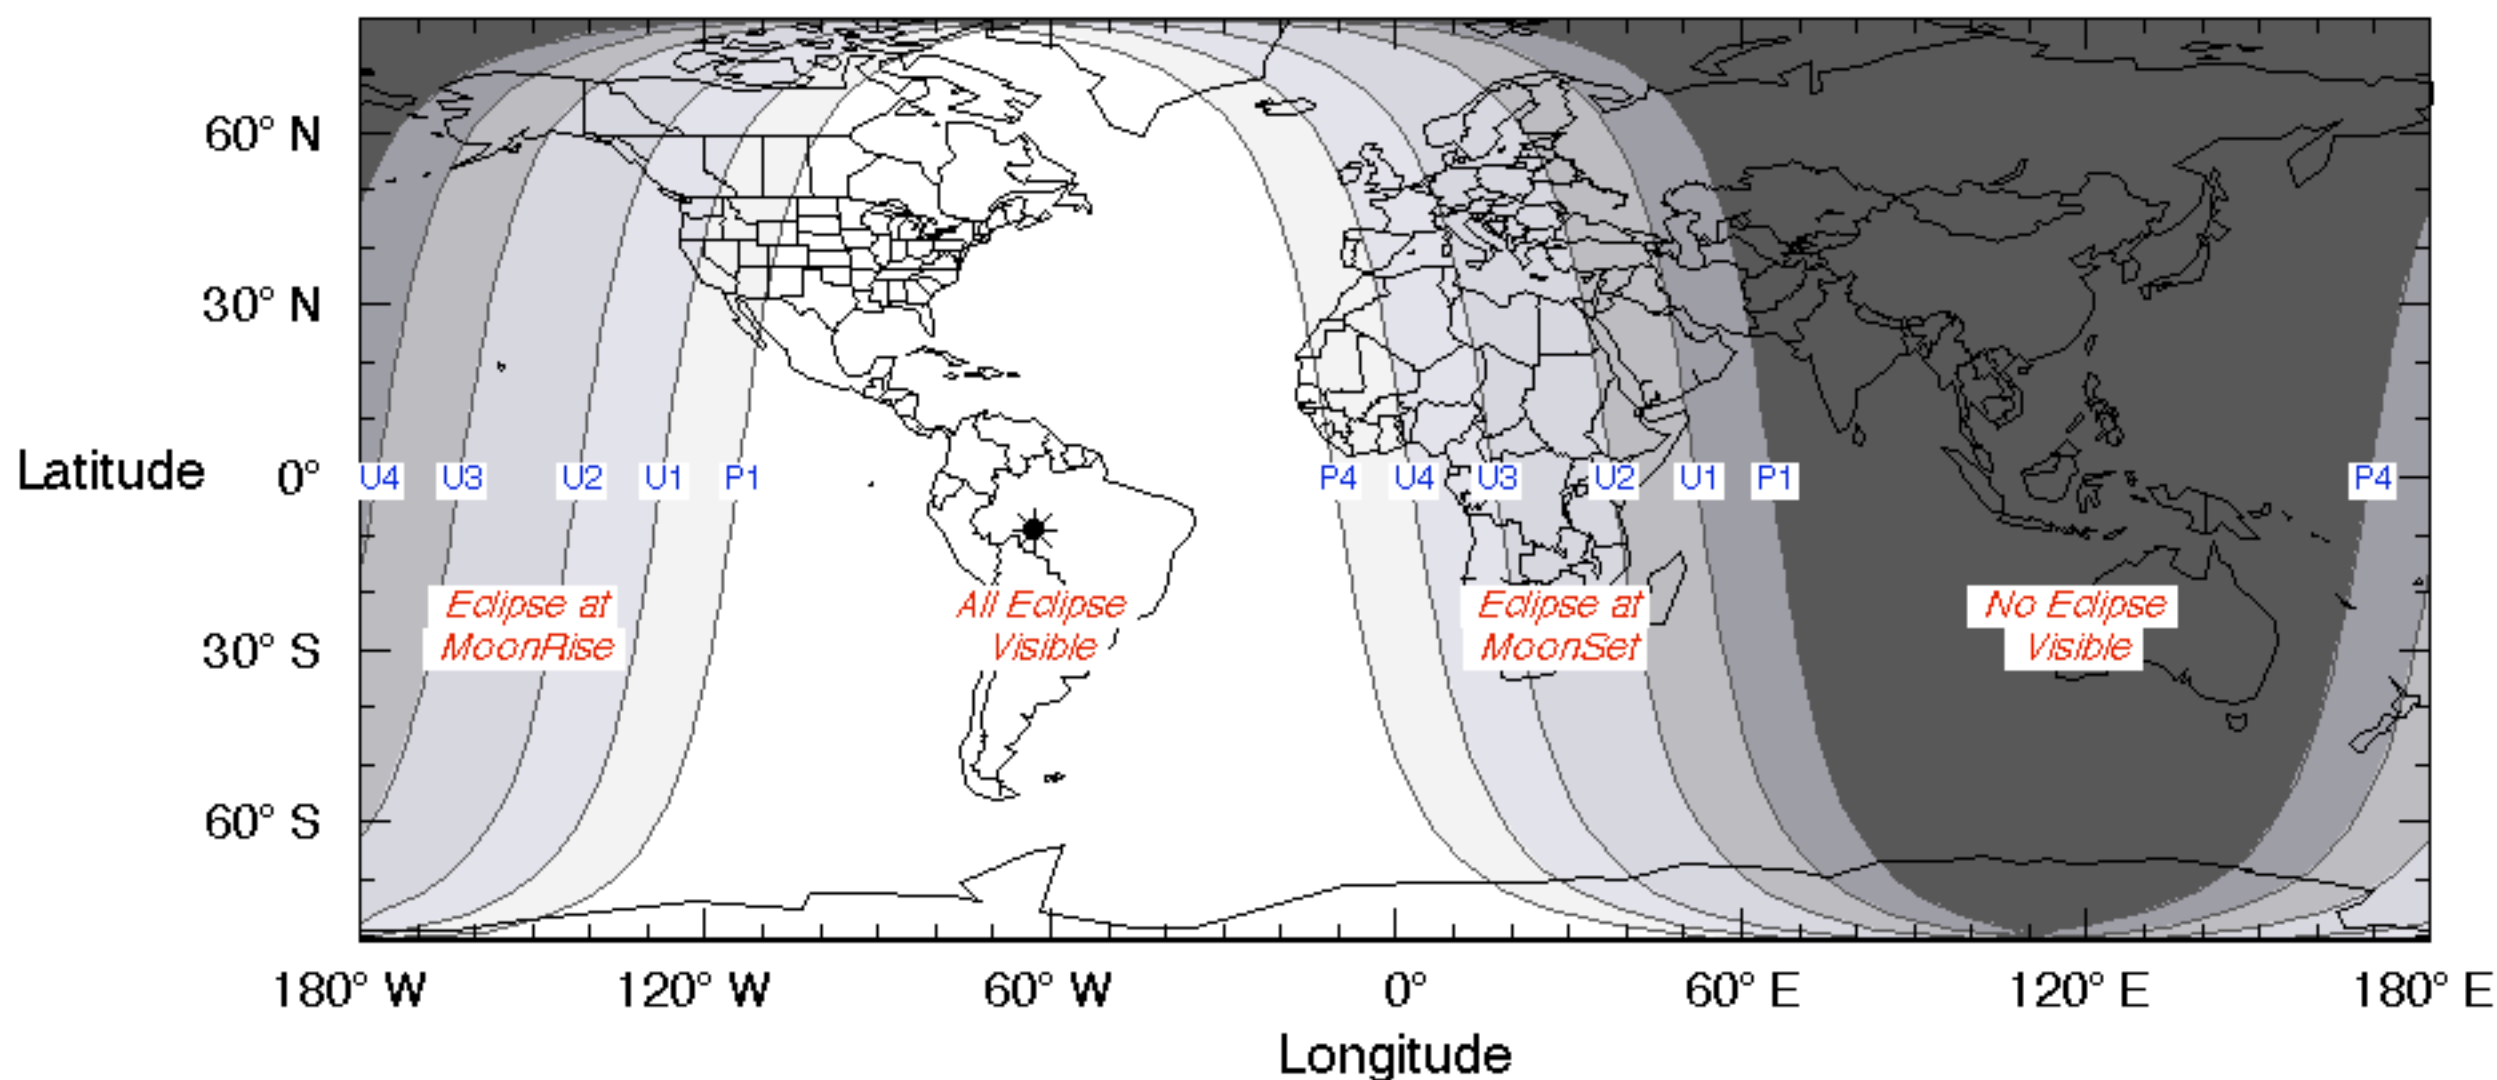 60° N
30° N
Latitude 0°
U4 U3 U2 U1 P1 P4 U4 U3 U2 U1 P1 P4
Eclipse at
MoonRise
All Eclipse
Visible
Eclipse at
MoonSet
No Eclipse
Visible
30° S
60° S
180° W 120° W 60° W 0° 60° E 120° E 180° E
Longitude